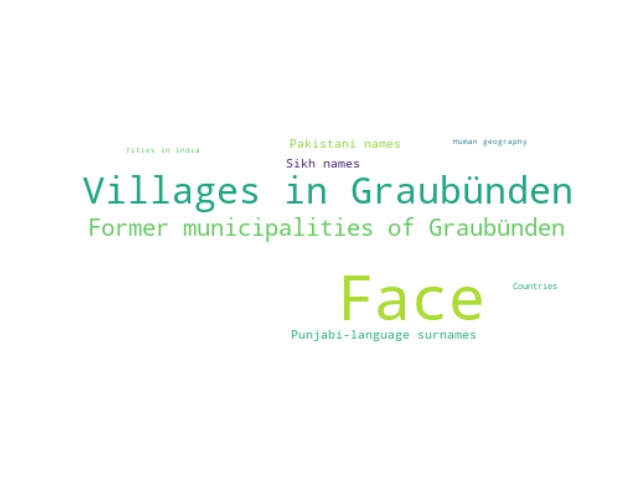 Pakistani names
Human geography
Tities in India
Sikh names
Villages in Graubünden
Former municipalities of Graubünden
Face
Countries
Punjabi-language surnames